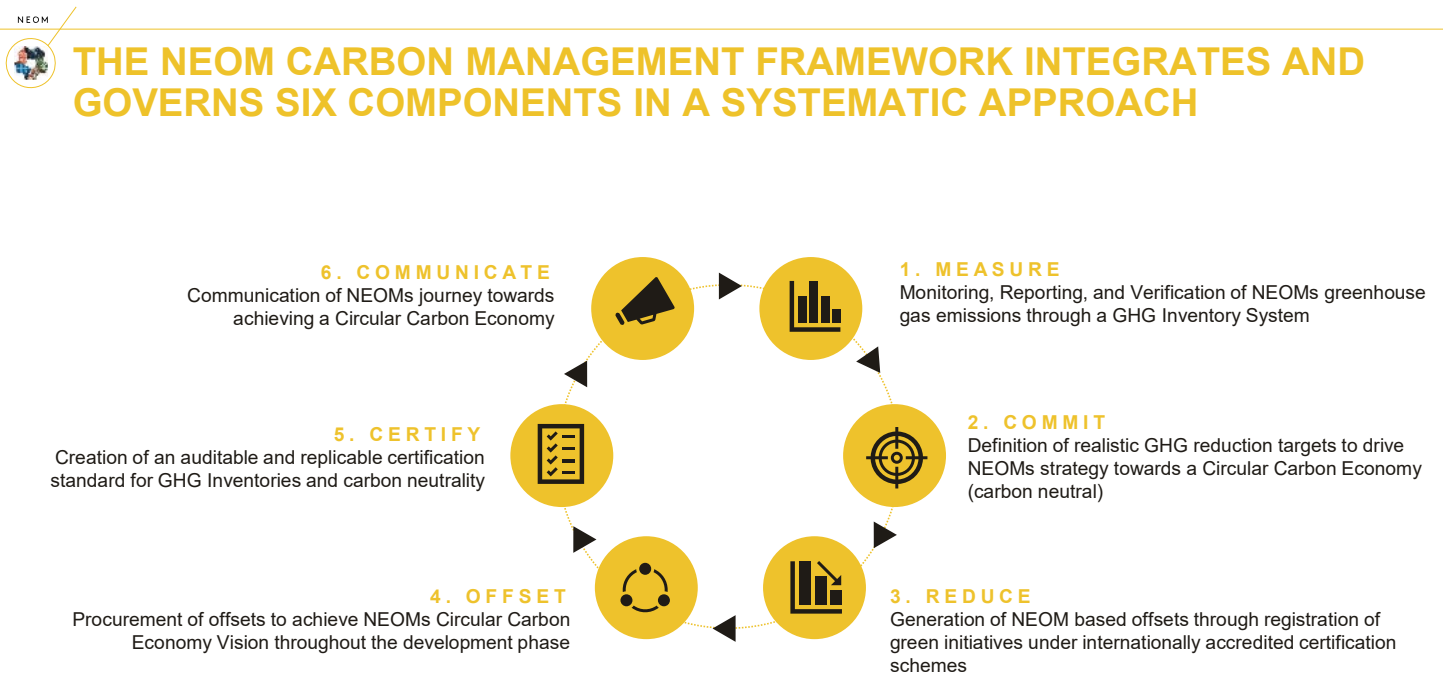 NEOM
THE NEOM CARBON MANAGEMENT FRAMEWORK INTEGRATES AND
GOVERNS SIX COMPONENTS IN A SYSTEMATIC APPROACH
1. MEASURE
Monitoring, Reporting, and Verification of NEOMs greenhouse
gas emissions through a GHG Inventory System
2. COMMIT
Definition of realistic GHG reduction targets to drive
NEOMs strategy towards a Circular Carbon Economy
(carbon neutral)
3. REDUCE
Generation of NEOM based offsets through registration of
green initiatives under internationally accredited certification
schemes
4. OFFSET
Procurement of offsets to achieve NEOMs Circular Carbon
Economy Vision throughout the development phase
5. CERTIFY
Creation of an auditable and replicable certification
standard for GHG Inventories and carbon neutrality
6. COMMUNICATE
Communication of NEOMs journey towards
achieving a Circular Carbon Economy